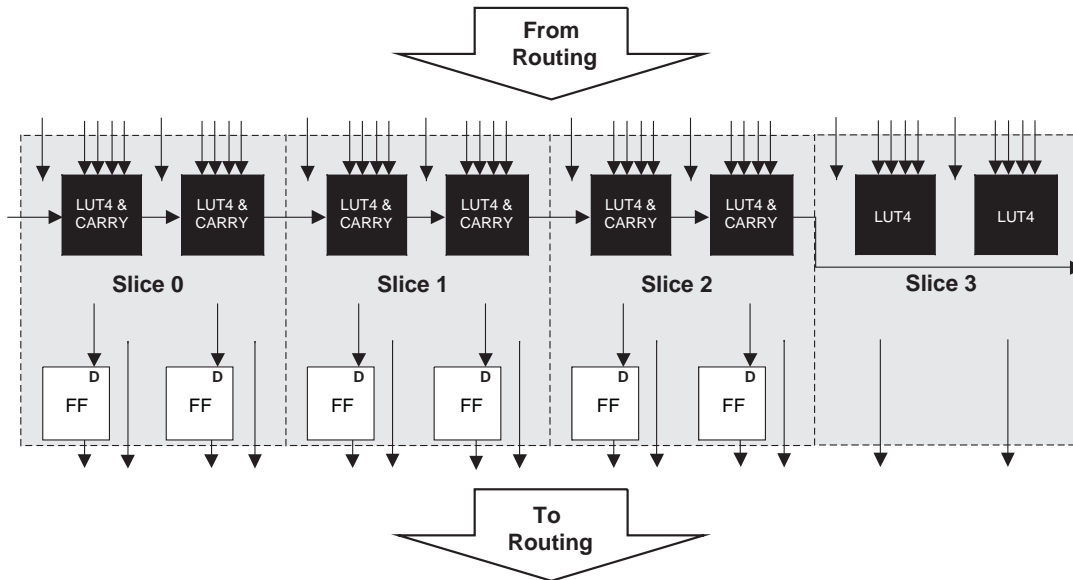 From
Routing
LUT4 &
CARRY
LUT4 &
CARRY
LUT4 &
CARRY
LUT4 &
CARRY
LUT4 &
CARRY
LUT4 &
CARRY
LUT4
LUT4
Slice 0
Slice 1
Slice 2
Slice 3
D
FF
D
FF
D
FF
D
FF
D
FF
D
FF
To
Routing